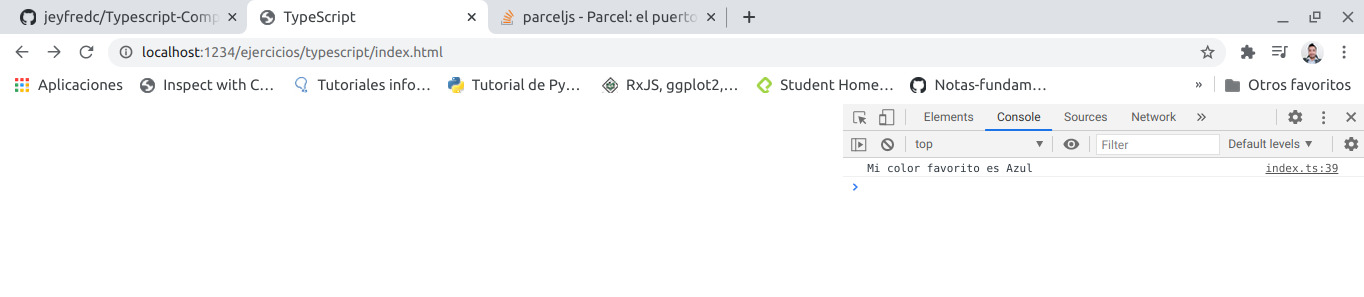 jeyfredc/Typescript-Comp
TypeScript
parceljs - Parcel: el puerto
localhost:1234/ejercicios/typescript/index.html
Aplicaciones Inspect with C… Tutoriales info… Tutorial de Py… RxJS, ggplot2,… Student Home… Notas-fundam… » Otros favoritos
Elements Console Sources Network »
top Filter Default levels
Mi color favorito es Azul index.ts:39